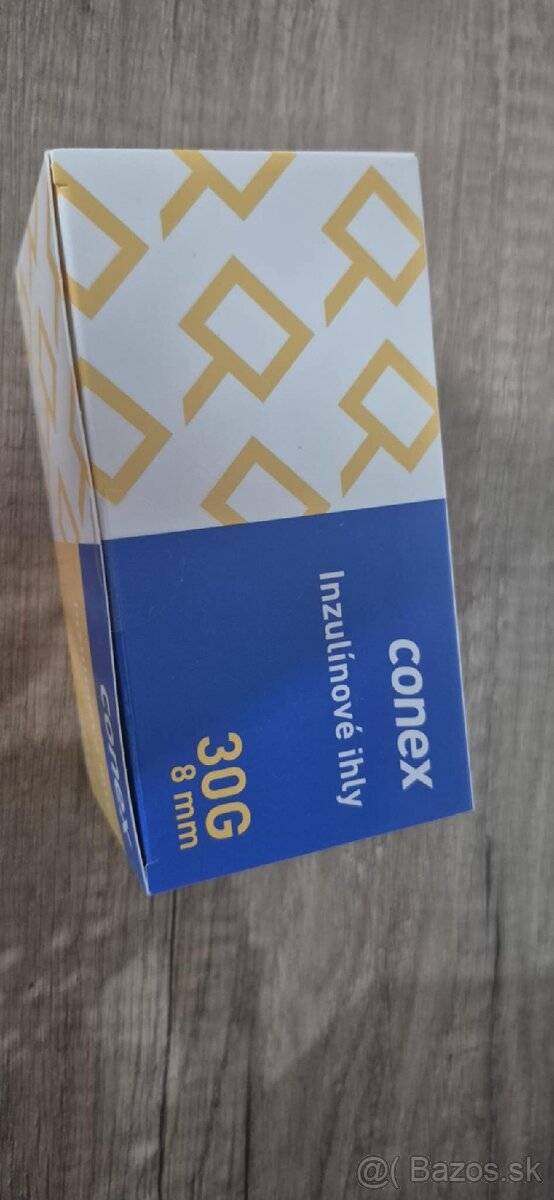 conex
Inzulínové ihly
30G
8 mm
conex
@( Bazos.sk